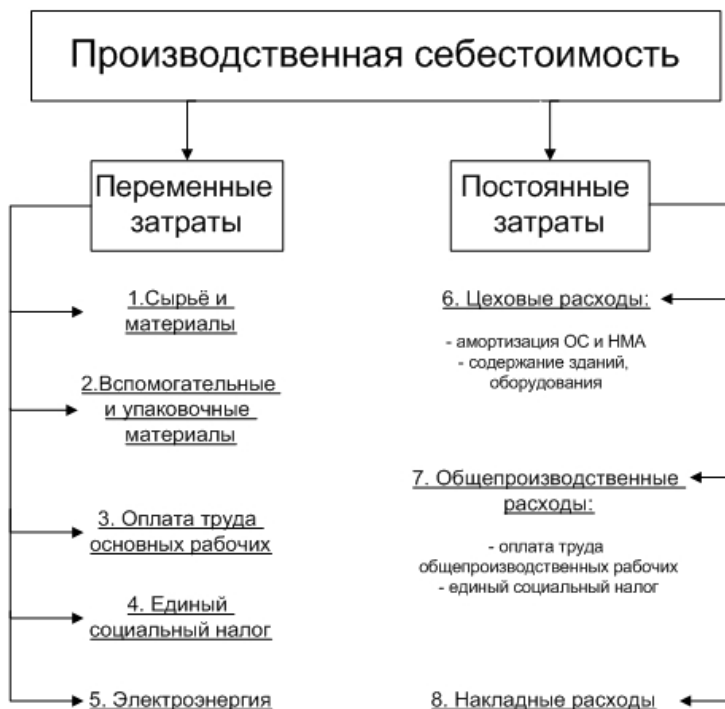 Производственная себестоимость
Переменные
затраты
1.Сырьё и
материалы
2.Вспомогательные
и упаковочные
материалы
3. Оплата труда
основных рабочих
4. Единый
социальный налог
5. Электроэнергия
Постоянные
затраты
6. Цеховые расходы:
- амортизация ОС и НМА
- содержание зданий,
оборудования
7. Общепроизводственные
расходы:
- оплата труда
общепроизводственных рабочих
- единый социальный налог
8. Накладные расходы